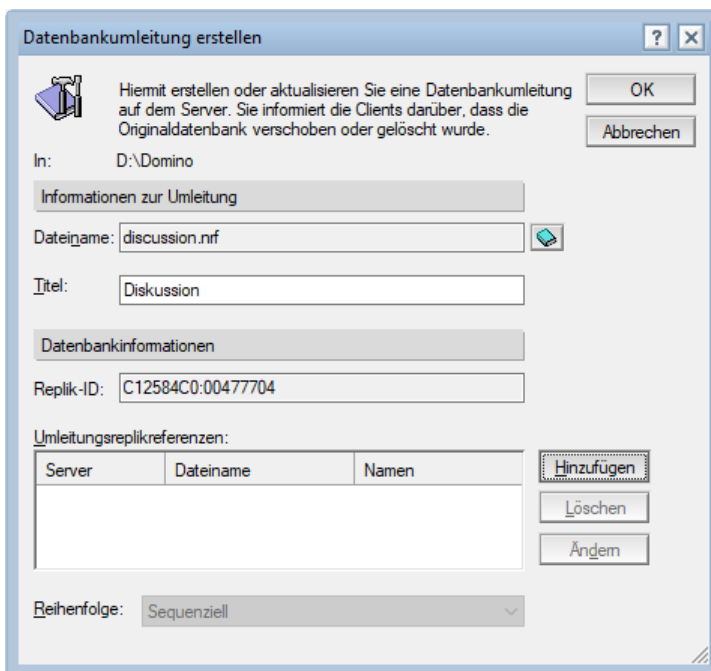 Datenbankumleitung erstellen
?
Hiermit erstellen oder aktualisieren Sie eine Datenbankumleitung
auf dem Server. Sie informiert die Clients darüber, dass die
Originaldatenbank verschoben oder gelöscht wurde.
OK
Abbrechen
In: D:\Domino
Informationen zur Umleitung
Dateiname: discussion.nrf
Titel: Diskussion
Datenbankinformationen
Replik-ID: C12584C0:00477704
Umleitungsreplikreferenzen:
Server Dateiname Namen
Hinzufügen
Löschen
Ändern
Reihenfolge: Sequenziell